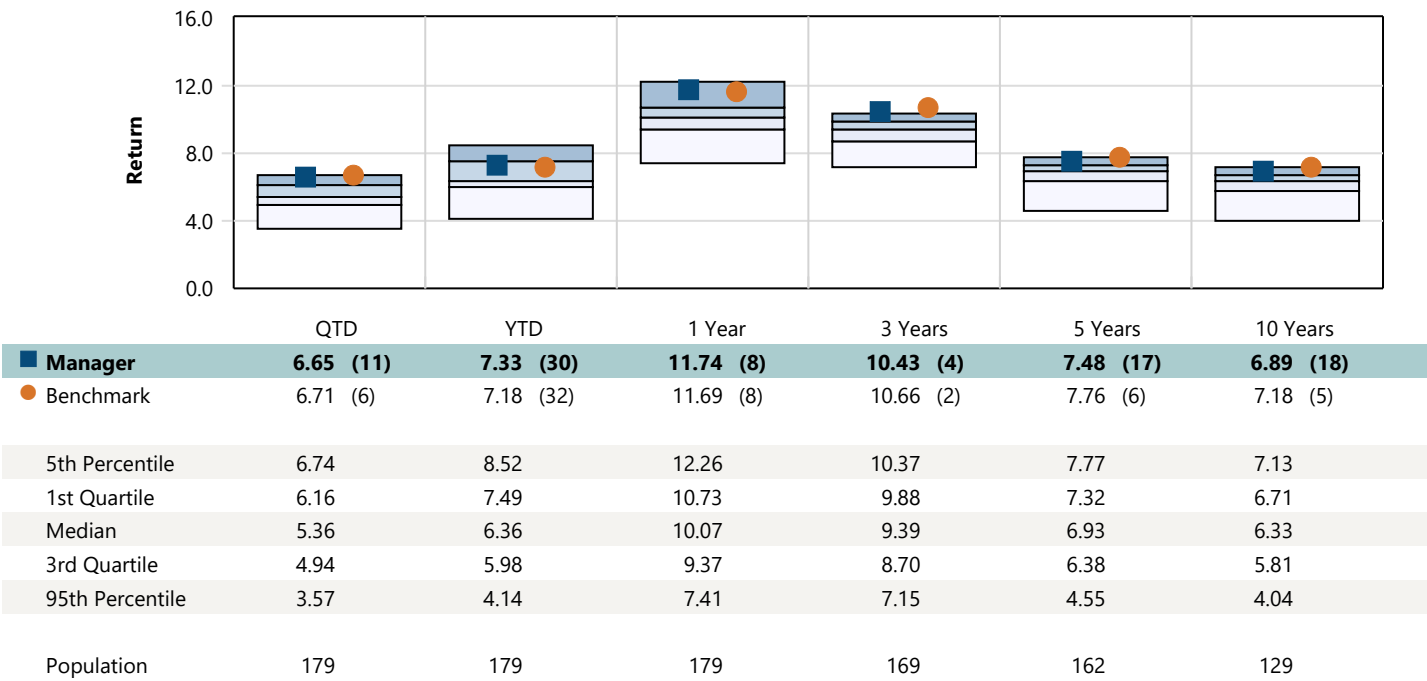 16.0
12.0
8.0
4.0
0.0
Return
QTD YTD 1 Year 3 Years 5 Years 10 Years
Manager 6.65 (11) 7.33 (30) 11.74 (8) 10.43 (4) 7.48 (17) 6.89 (18)
Benchmark 6.71 (6) 7.18 (32) 11.69 (8) 10.66 (2) 7.76 (6) 7.18 (5)
5th Percentile 6.74 8.52 12.26 10.37 7.77 7.13
1st Quartile 6.16 7.49 10.73 9.88 7.32 6.71
Median 5.36 6.36 10.07 9.39 6.93 6.33
3rd Quartile 4.94 5.98 9.37 8.70 6.38 5.81
95th Percentile 3.57 4.14 7.41 7.15 4.55 4.04
Population 179 179 179 169 162 129